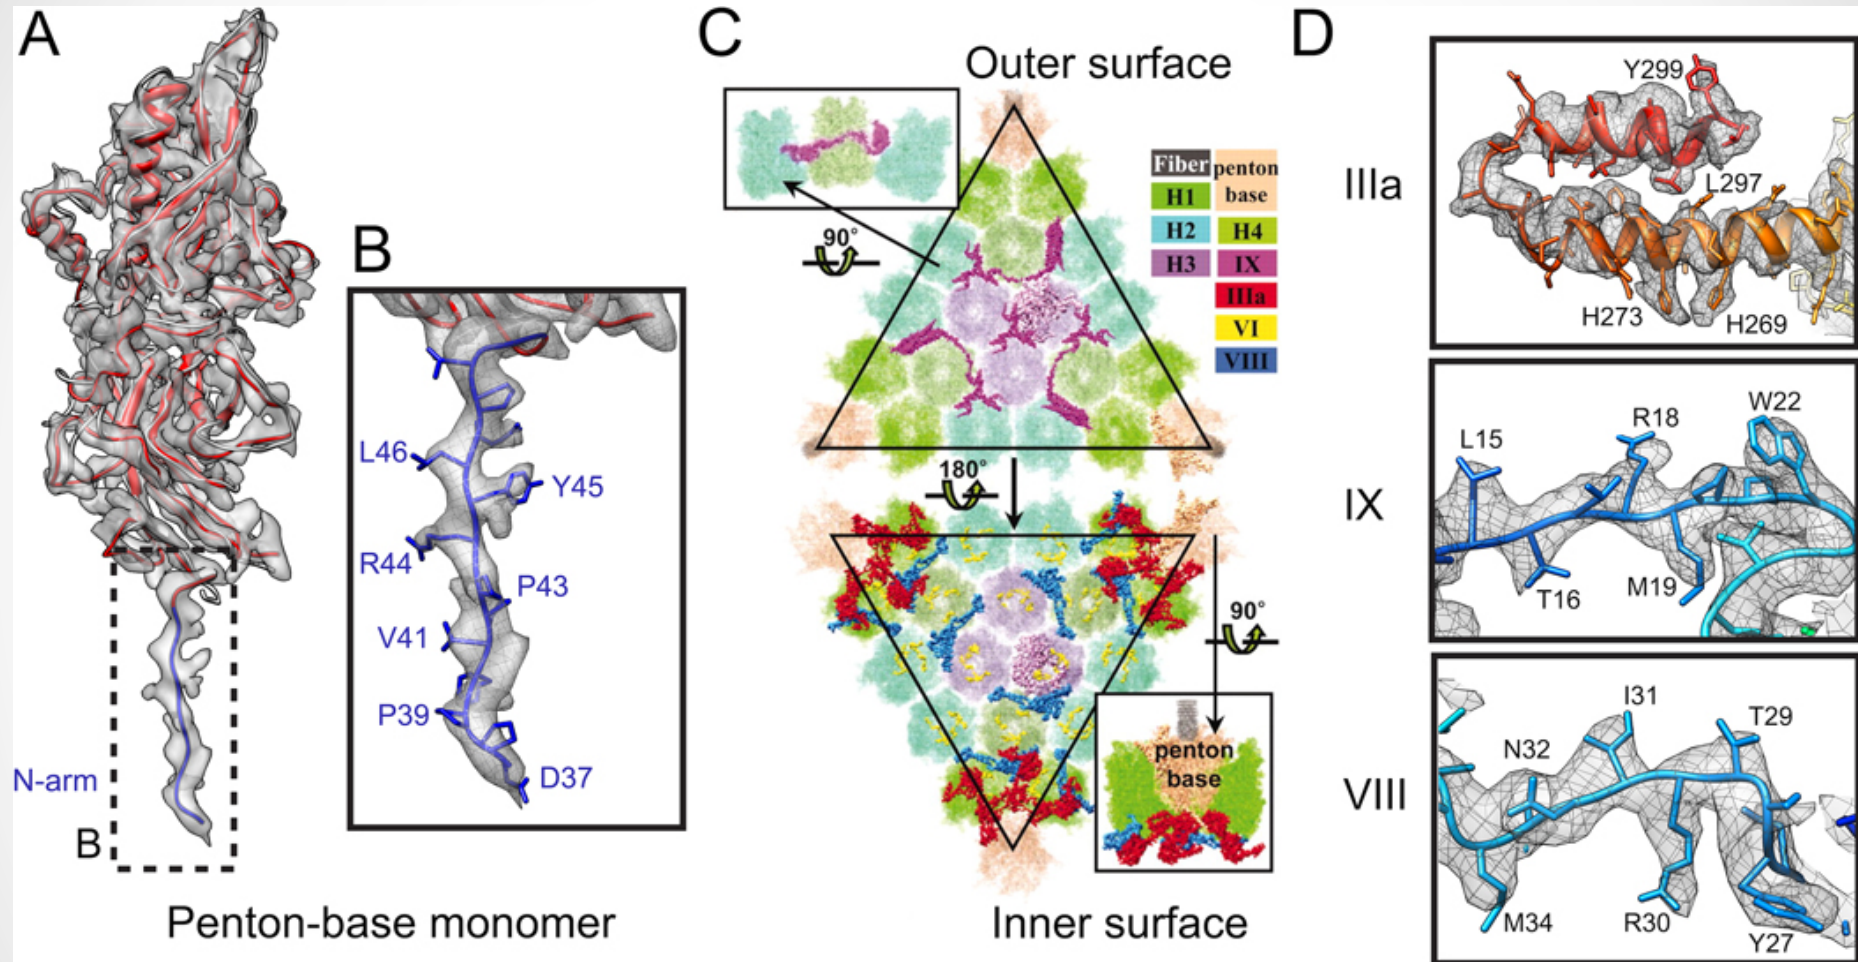 A
N-arm
B
Penton-base monomer
B
L46
Y45
R44
P43
V41
P39
D37
C
Outer surface
90°
Fiber
penton
base
H1
H2
H4
H3
IX
IIIa
VI
VIII
180°
90°
penton
base
Inner surface
D
IIIa
Y299
L297
H273
H269
IX
L15
R18
W22
T16
M19
VIII
I31
T29
N32
M34
R30
Y27